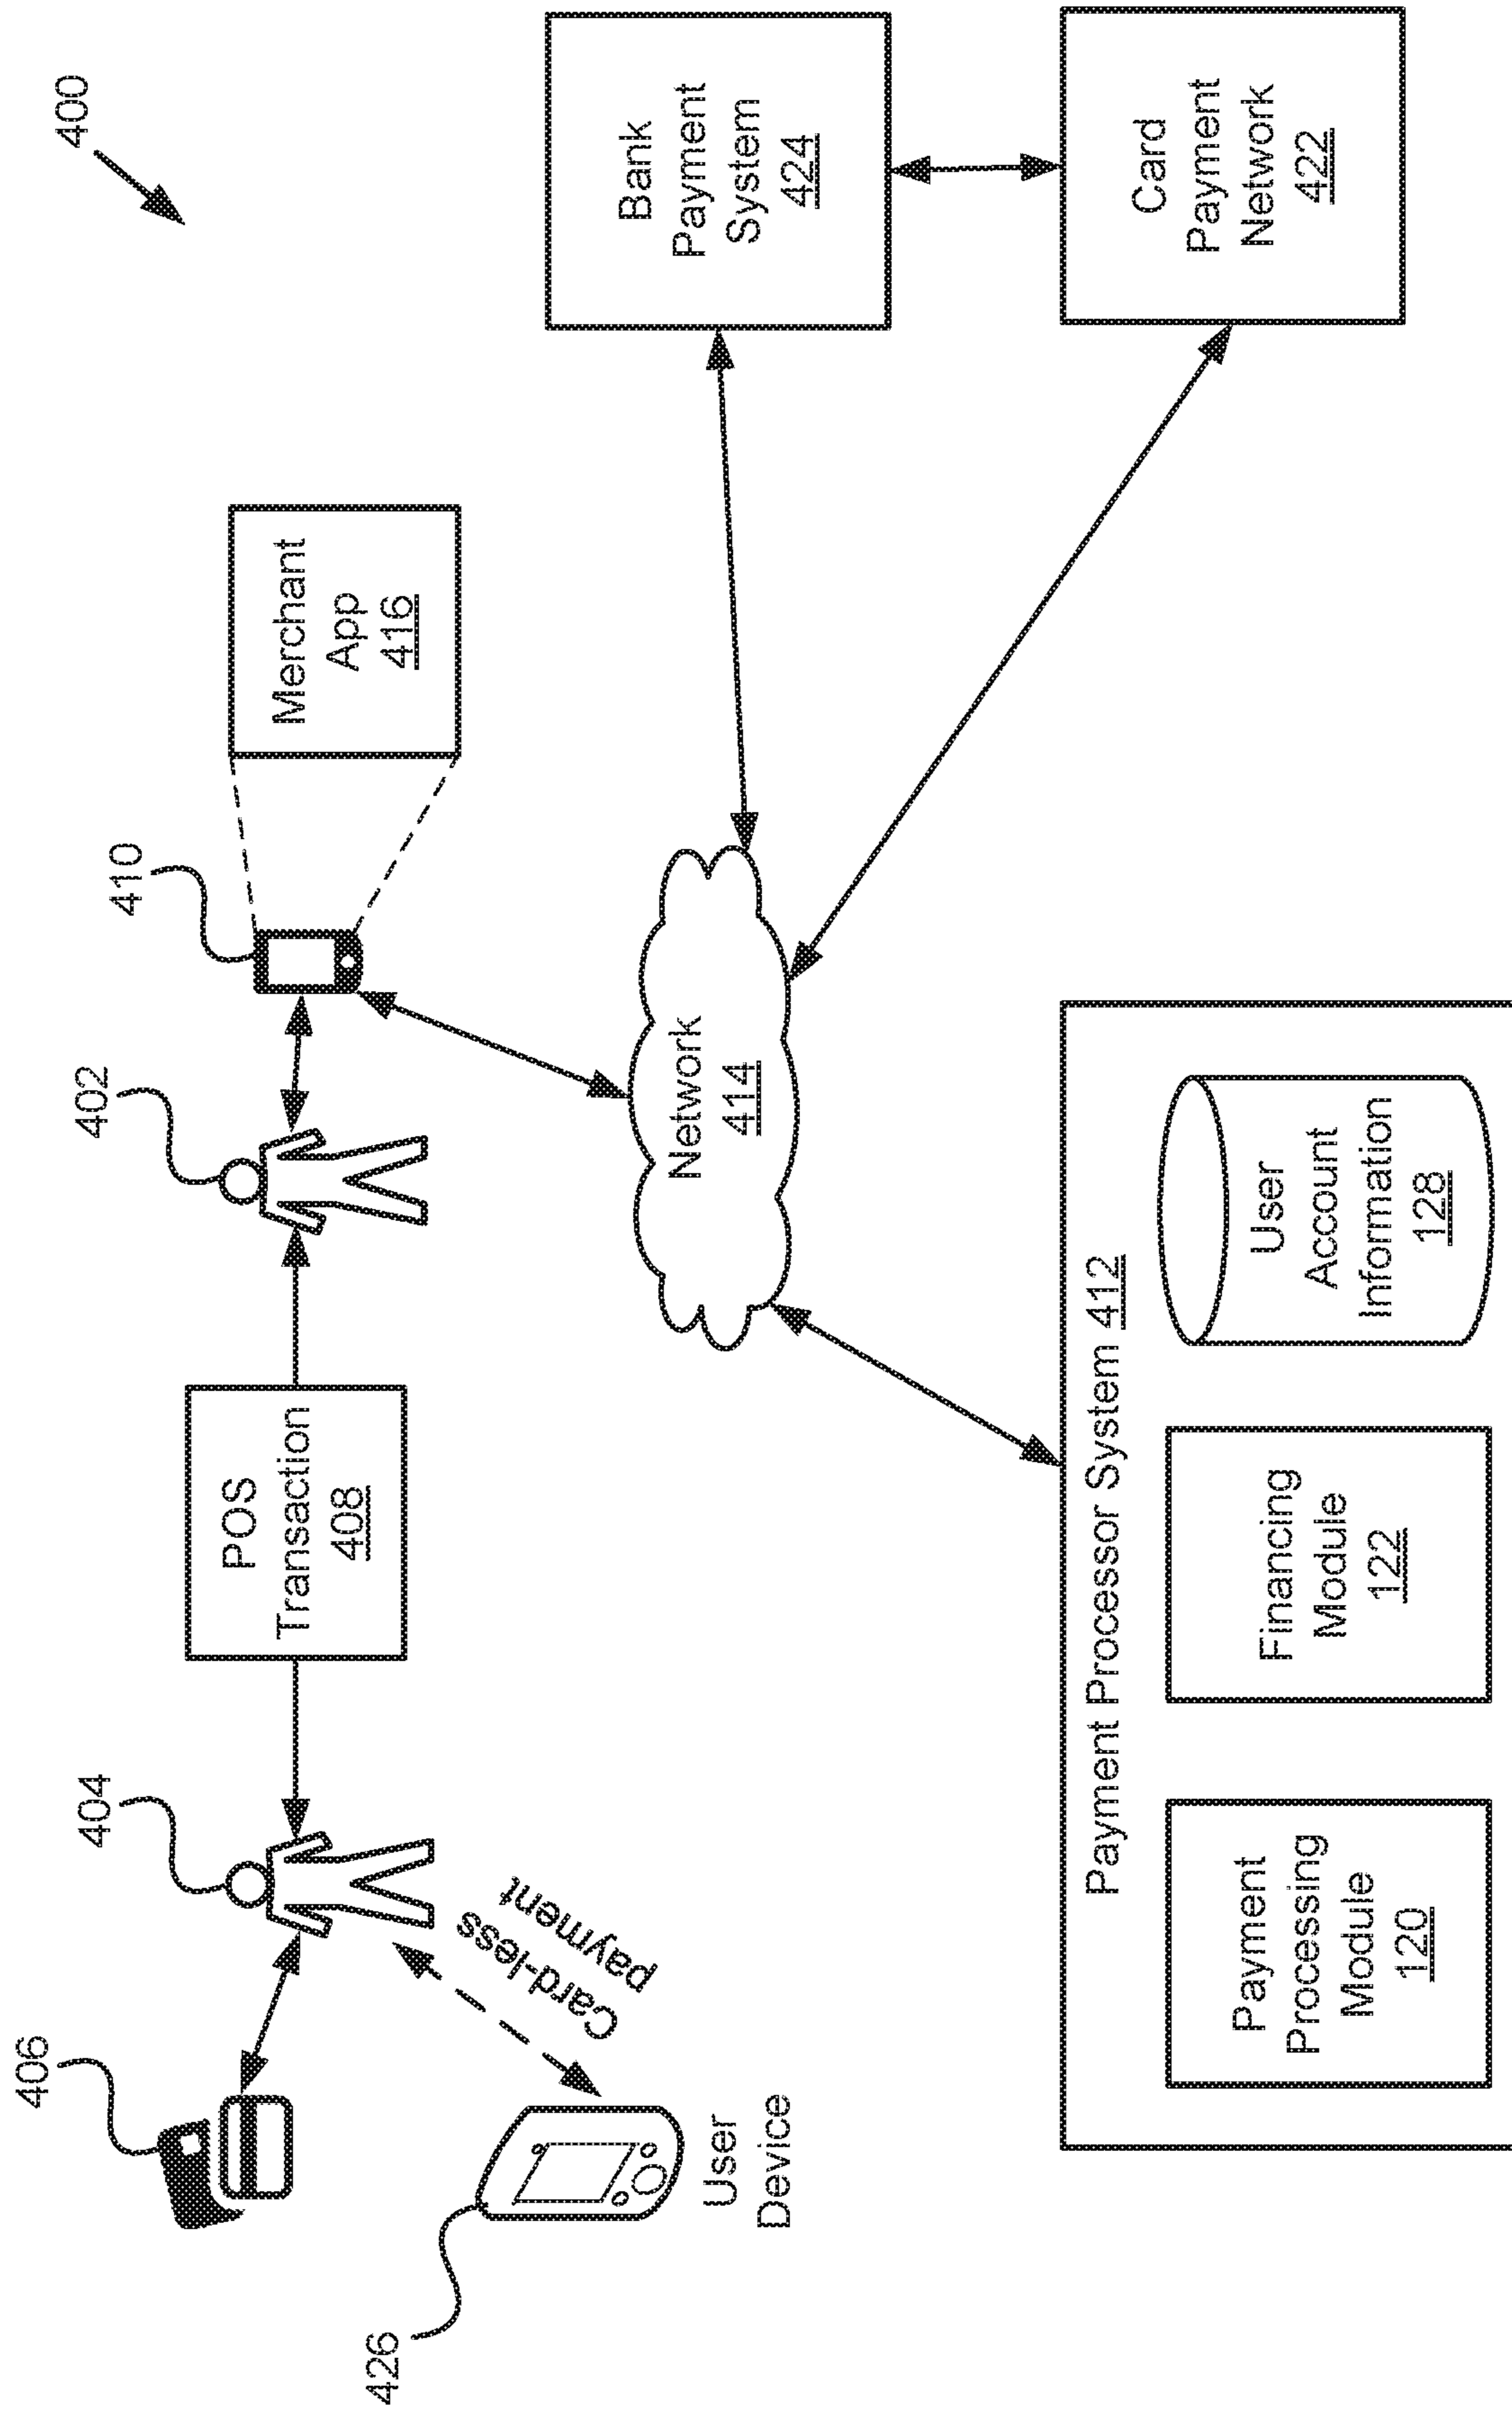 400
406
404
402
410
POS
Transaction
408
Merchant
App
416
Card-less
payment
426
User
Device
Network
414
Bank
Payment
System
424
Card
Payment
Network
422
Payment Processor System 412
Payment
Processing
Module
120
Financing
Module
122
User
Account
Information
128